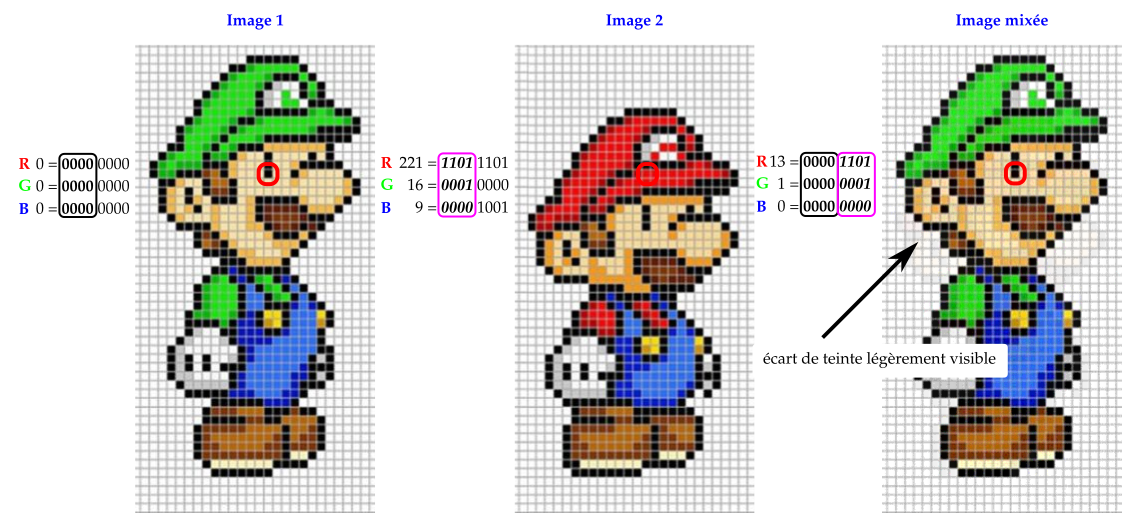 Image 1
Image 2
Image mixée
R 0 = 0000 0000
G 0 = 0000 0000
B 0 = 0000 0000
R 221 = 1101 1101
G 16 = 0001 0000
B 9 = 0000 1001
R 13 = 0000 1101
G 1 = 0000 0001
B 0 = 0000 0000
écart de teinte légèrement visible